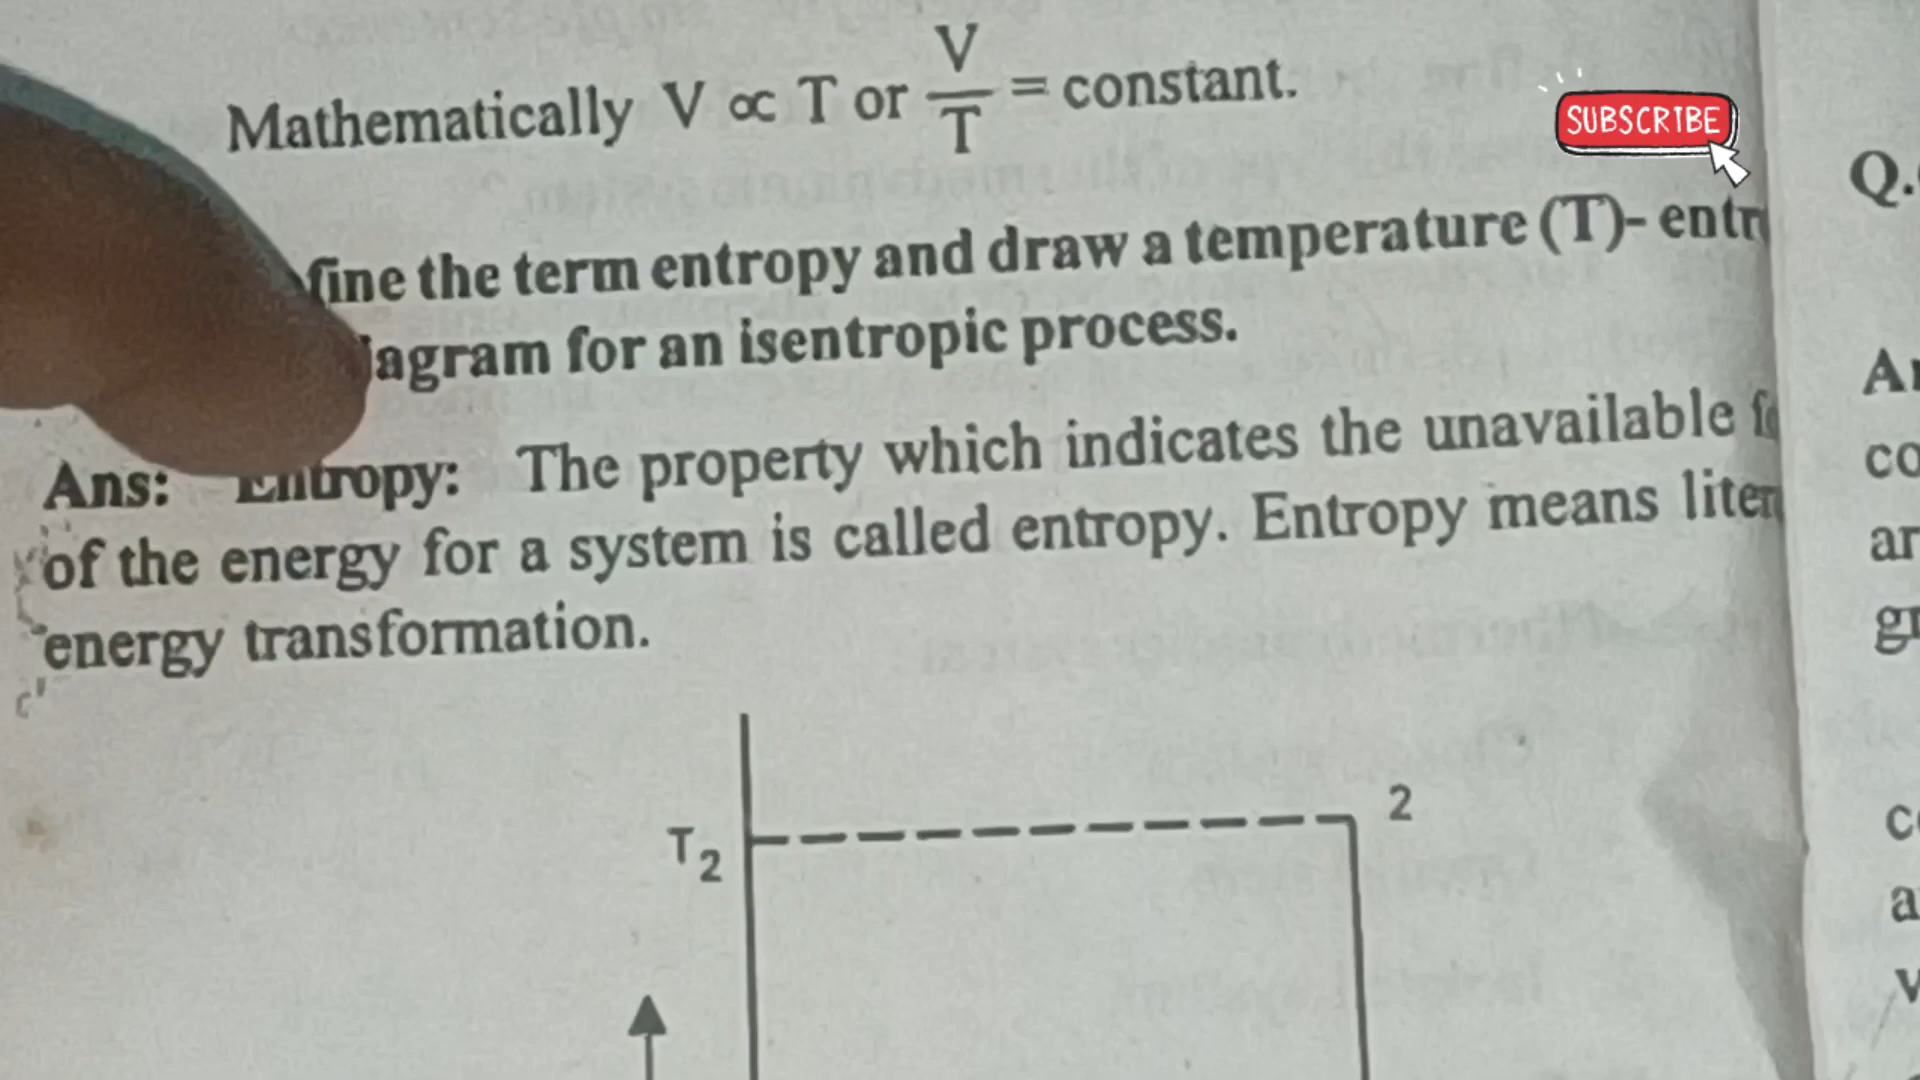 Mathematically V ∝ T or V/T = constant.
SUBSCRIBE
Q.
fine the term entropy and draw a temperature (T)- entr
agram for an isentropic process.
Ans: Entropy: The property which indicates the unavailable
of the energy for a system is called entropy. Entropy means liter
energy transformation.
2
T2